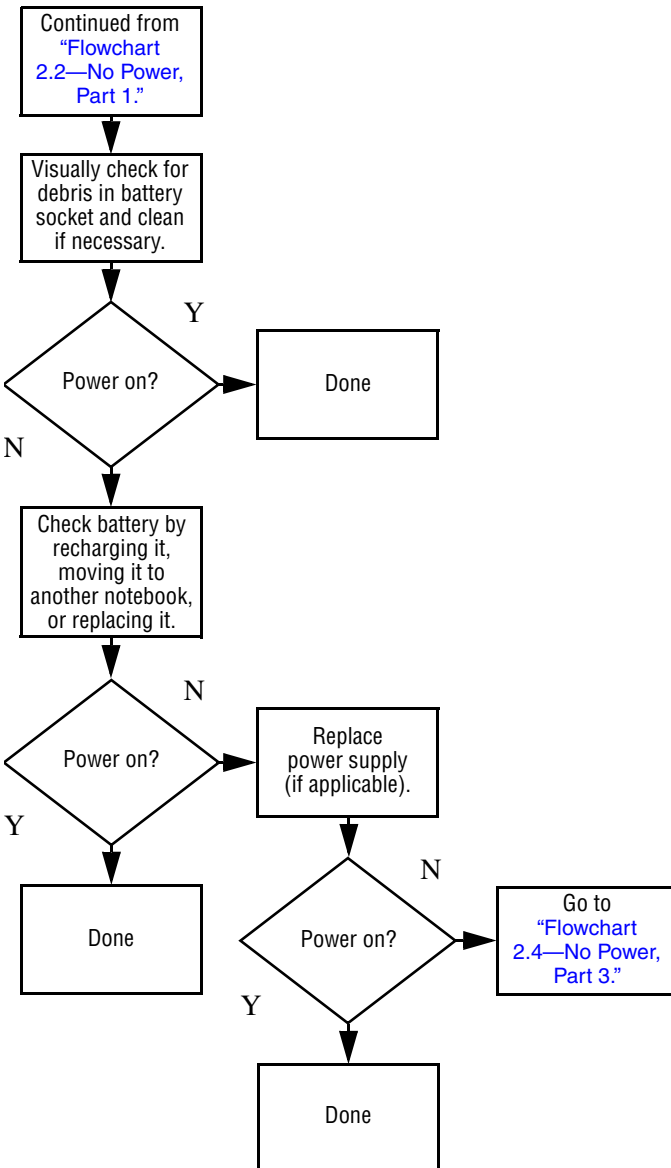 Continued from
“Flowchart
2.2—No Power,
Part 1.”
Visually check for
debris in battery
socket and clean
if necessary.
Y
Power on?
Done
N
Check battery by
recharging it,
moving it to
another notebook,
or replacing it.
N
Power on?
Replace
power supply
(if applicable).
Y
Done
N
Power on?
Go to
“Flowchart
2.4—No Power,
Part 3.”
Y
Done